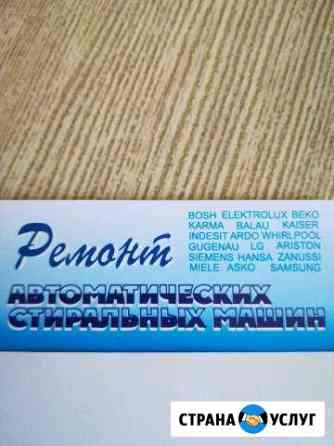 Ремонт
BOSH ELEKTROLUX BEKO
KARMA BALAU KAISER
INDESIT ARDO WHIRLPOOL
GUGENAU LG ARISTON
SIEMENS HANSA ZANUSSI
MIELE ASKO SAMSUNG
АВТОМАТИЧЕСКИХ
СТИРАЛЬНЫХ МАШИН
СТРАНА УСЛУГ